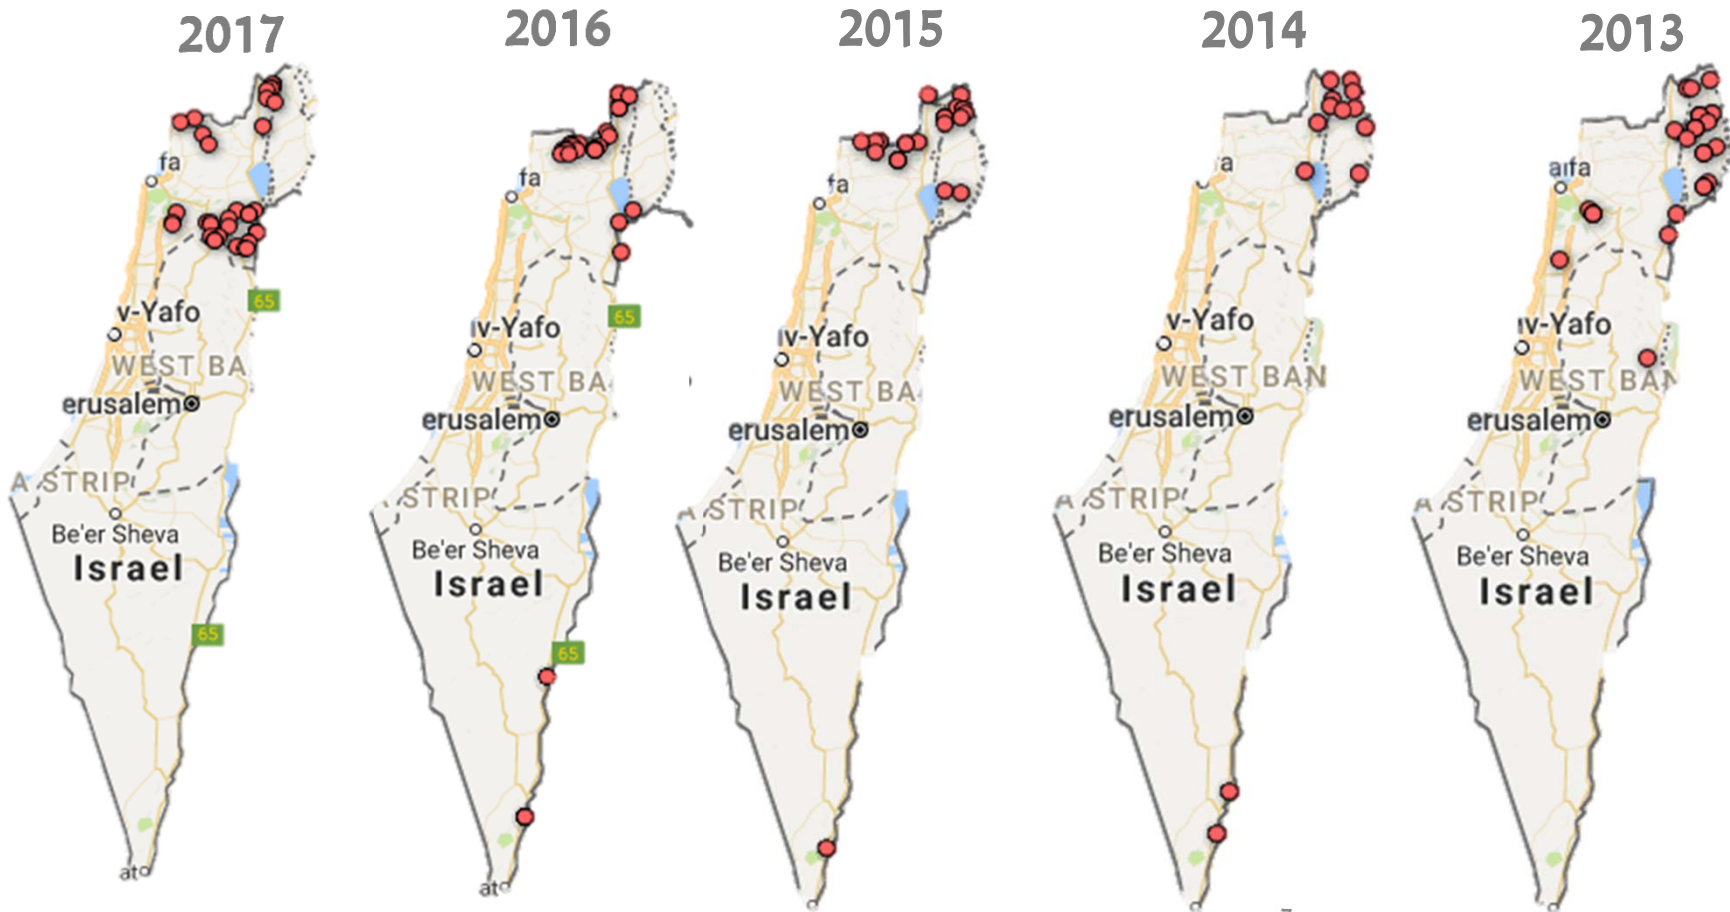 2017
fa
v-Yafo
65
WEST BA
erusalem
A STRIP
Be'er Sheva
Israel
65
at
2016
fa
v-Yafo
65
WEST BA
erusalem
STRIP
Be'er Sheva
Israel
65
at
2015
fa
v-Yafo
WEST BA
erusalem
A STRIP
Be'er Sheva
Israel
2014
a
v-Yafo
WEST BAN
erusalem
A STRIP
Be'er Sheva
Israel
2013
aifa
v-Yafo
WEST BAN
erusalem
A STRIP
Be'er Sheva
Israel